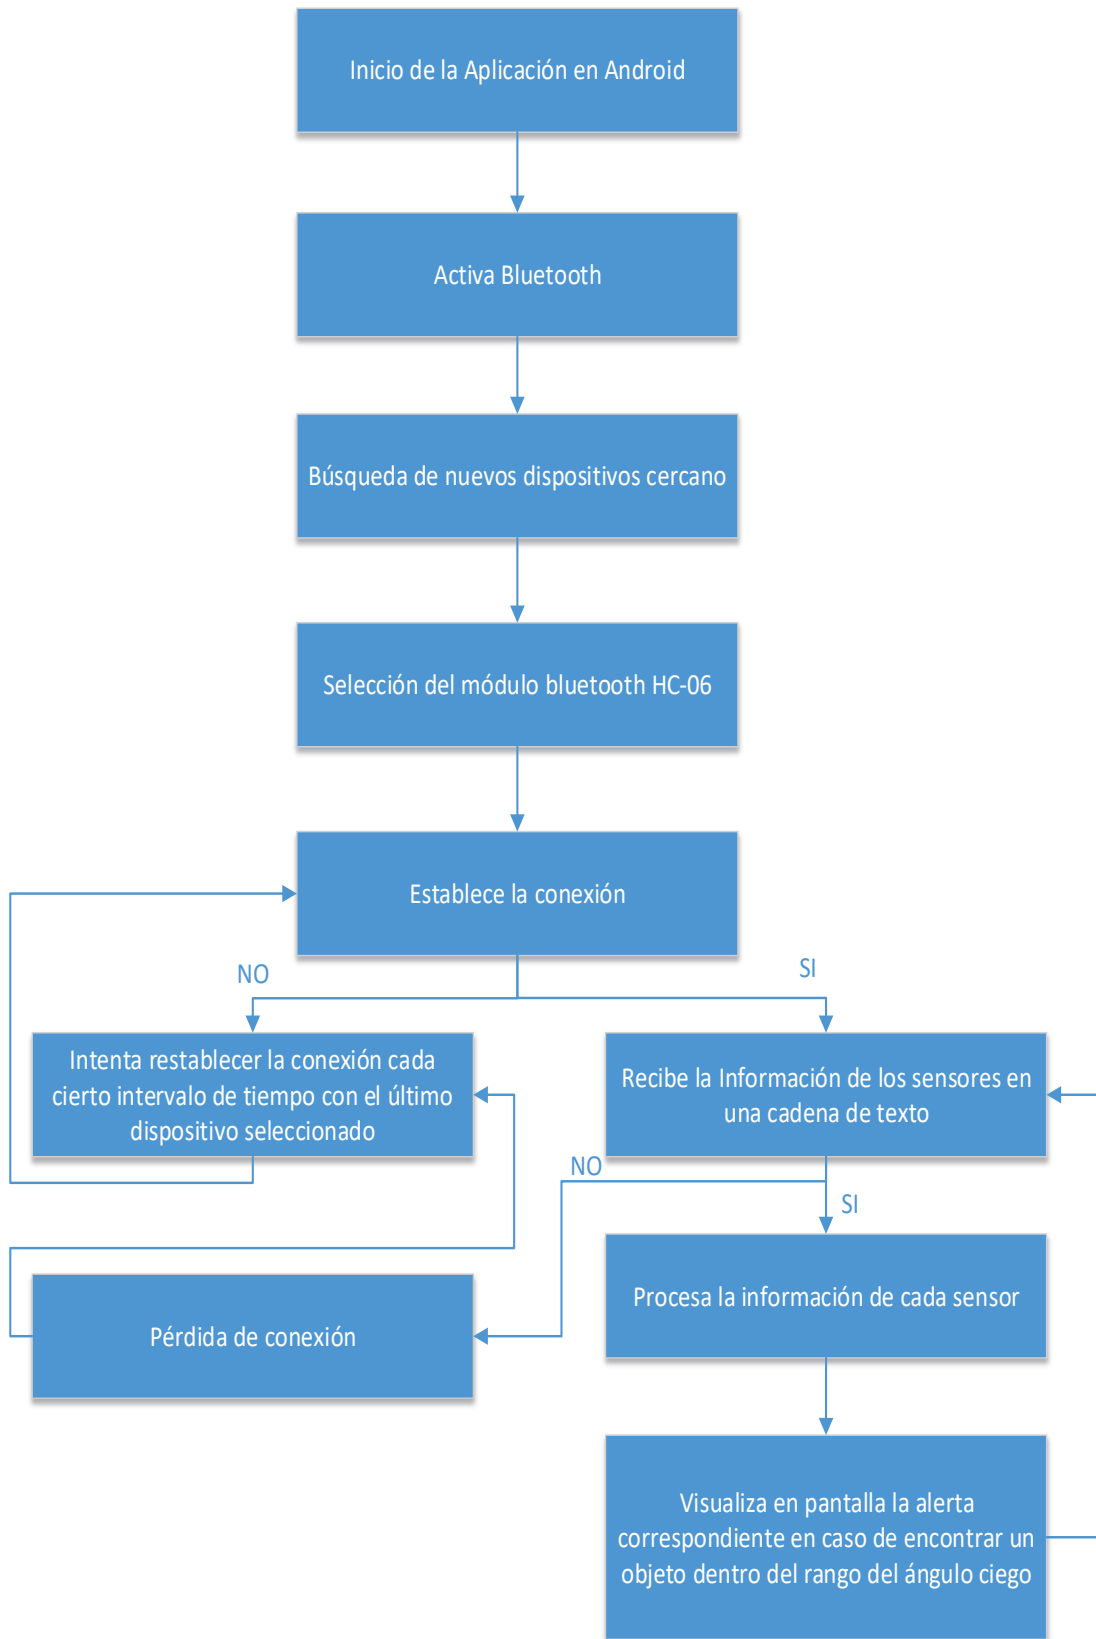 Inicio de la Aplicación en Android
Activa Bluetooth
Búsqueda de nuevos dispositivos cercano
Selección del módulo bluetooth HC-06
Establece la conexión
NO
SI
Intenta restablecer la conexión cada
cierto intervalo de tiempo con el último
dispositivo seleccionado
Recibe la Información de los sensores en
una cadena de texto
NO
SI
Procesa la información de cada sensor
Pérdida de conexión
Visualiza en pantalla la alerta
correspondiente en caso de encontrar un
objeto dentro del rango del ángulo ciego